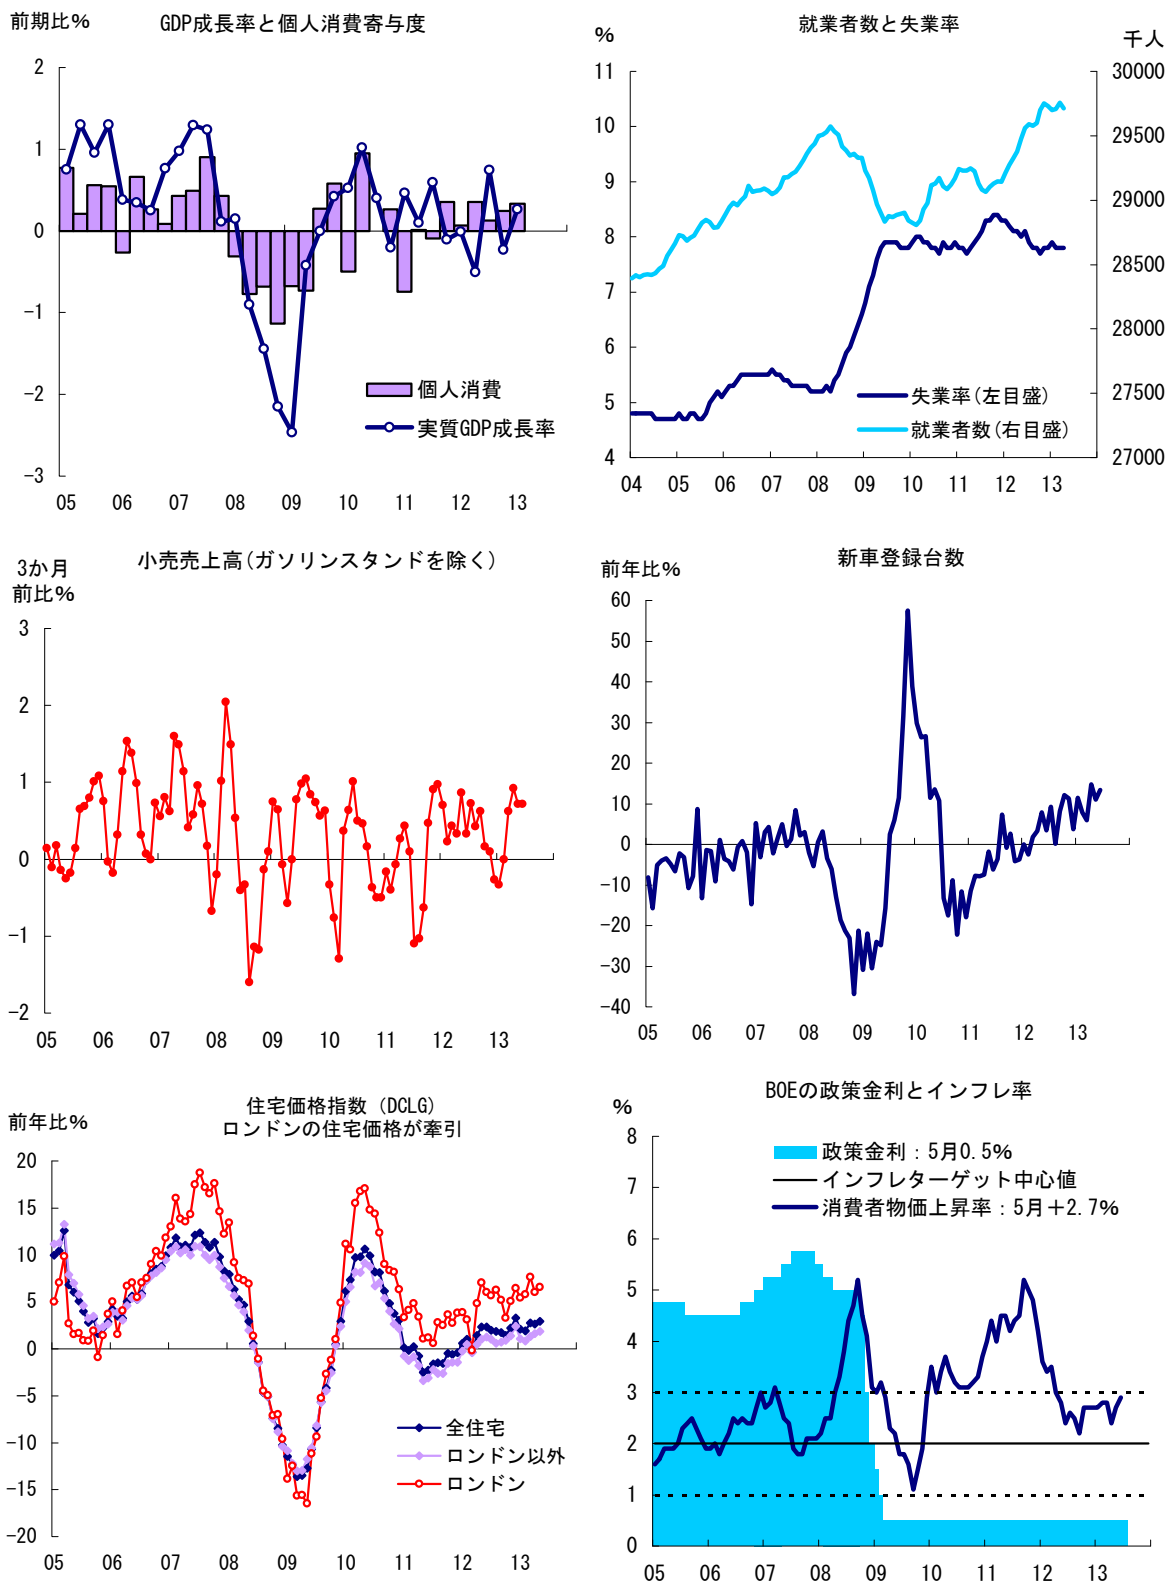 前期比%
GDP成長率と個人消費寄与度
2
1
0
-1
-2
-3
個人消費
実質GDP成長率
05 06 07 08 09 10 11 12 13
就業者数と失業率
%
千人
11
10
9
8
7
6
5
4
30000
29500
29000
28500
28000
27500
27000
失業率(左目盛)
就業者数(右目盛)
04 05 06 07 08 09 10 11 12 13
小売売上高(ガソリンスタンドを除く)
3か月
前比%
3
2
1
0
-1
-2
05 06 07 08 09 10 11 12 13
新車登録台数
前年比%
60
50
40
30
20
10
0
-10
-20
-30
-40
05 06 07 08 09 10 11 12 13
住宅価格指数 (DCLG)
ロンドンの住宅価格が牽引
前年比%
20
15
10
5
0
-5
-10
-15
-20
全住宅
ロンドン以外
ロンドン
05 06 07 08 09 10 11 12 13
BOEの政策金利とインフレ率
%
8
7
6
5
4
3
2
1
0
政策金利：5月0.5%
インフレターゲット中心値
消費者物価上昇率：5月＋2.7%
05 06 07 08 09 10 11 12 13